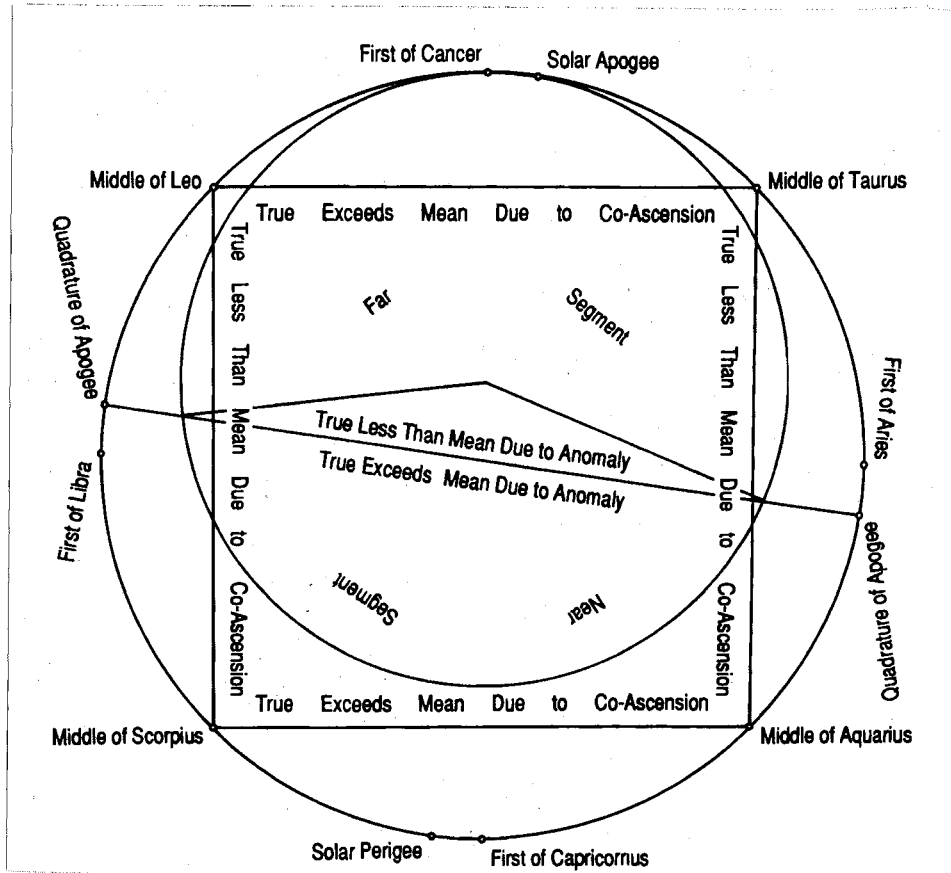 First of Cancer
Solar Apogee
Middle of Leo
Middle of Taurus
True Exceeds Mean Due to Co-Ascension
True Less Than Mean Due to Co-Ascension
True Less Than Mean Due to Co-Ascension
Quadrature of Apogee
Far Segment
First of Aries
True Less Than Mean Due to Anomaly
True Exceeds Mean Due to Anomaly
First of Libra
Quadrature of Apogee
Near Segment
True Exceeds Mean Due to Co-Ascension
Middle of Scorpius
Middle of Aquarius
Solar Perigee
First of Capricornus